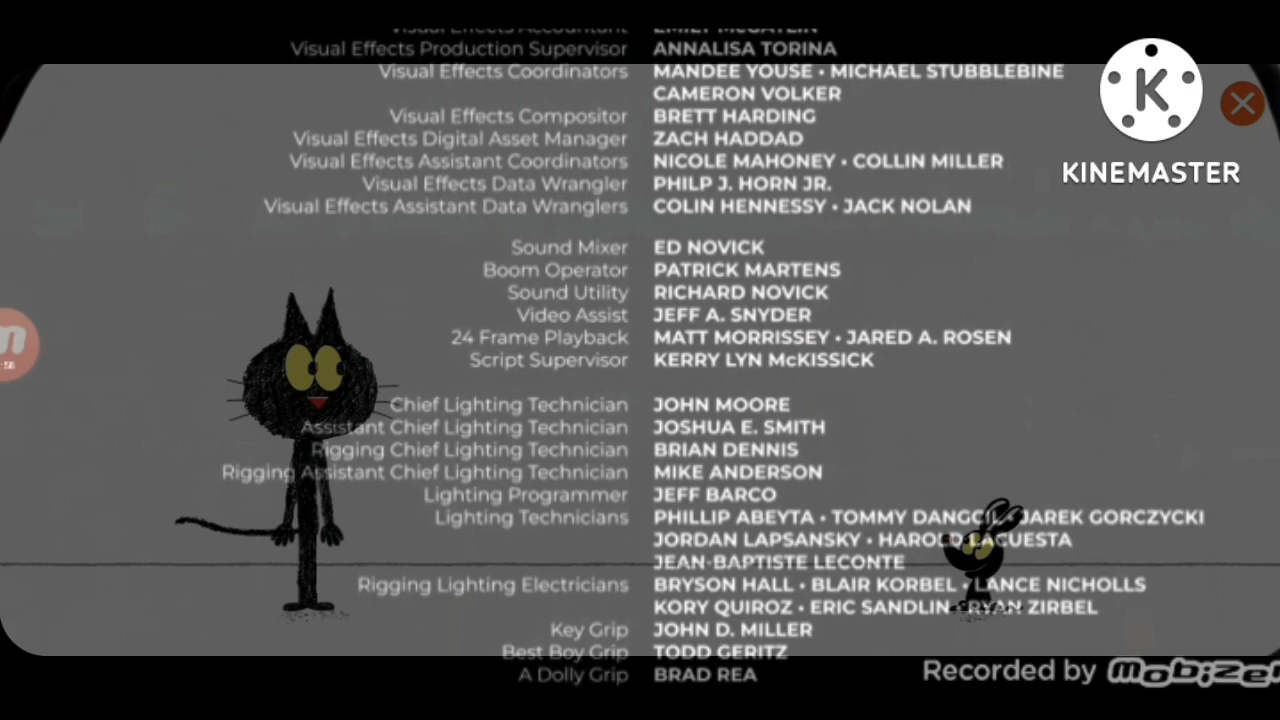 Visual Effects Accountant EMILY McGATLIN
Visual Effects Production Supervisor ANNALISA TORINA
Visual Effects Coordinators MANDEE YOUSE • MICHAEL STUBBLEBINE
CAMERON VOLKER
Visual Effects Compositor BRETT HARDING
Visual Effects Digital Asset Manager ZACH HADDAD
Visual Effects Assistant Coordinators NICOLE MAHONEY • COLLIN MILLER
Visual Effects Data Wrangler PHILP J. HORN JR.
Visual Effects Assistant Data Wranglers COLIN HENNESSY • JACK NOLAN
K
KINEMASTER
Sound Mixer ED NOVICK
Boom Operator PATRICK MARTENS
Sound Utility RICHARD NOVICK
Video Assist JEFF A. SNYDER
24 Frame Playback MATT MORRISSEY • JARED A. ROSEN
Script Supervisor KERRY LYN McKISSICK
Chief Lighting Technician JOHN MOORE
Assistant Chief Lighting Technician JOSHUA E. SMITH
Rigging Chief Lighting Technician BRIAN DENNIS
Rigging Assistant Chief Lighting Technician MIKE ANDERSON
Lighting Programmer JEFF BARCO
Lighting Technicians PHILLIP ABEYTA • TOMMY • JAREK GORCZYCKI
JORDAN LAPSANSKY • HAROLD LACUESTA
JEAN-BAPTISTE LECONTE
Rigging Lighting Electricians BRYSON HALL • BLAIR KORBEL • LANCE NICHOLLS
KORY QUIROZ • ERIC SANDLIN • RYAN ZIRBEL
Key Grip JOHN D. MILLER
Best Boy Grip TODD GERITZ
A Dolly Grip BRAD REA
Recorded by mobizen